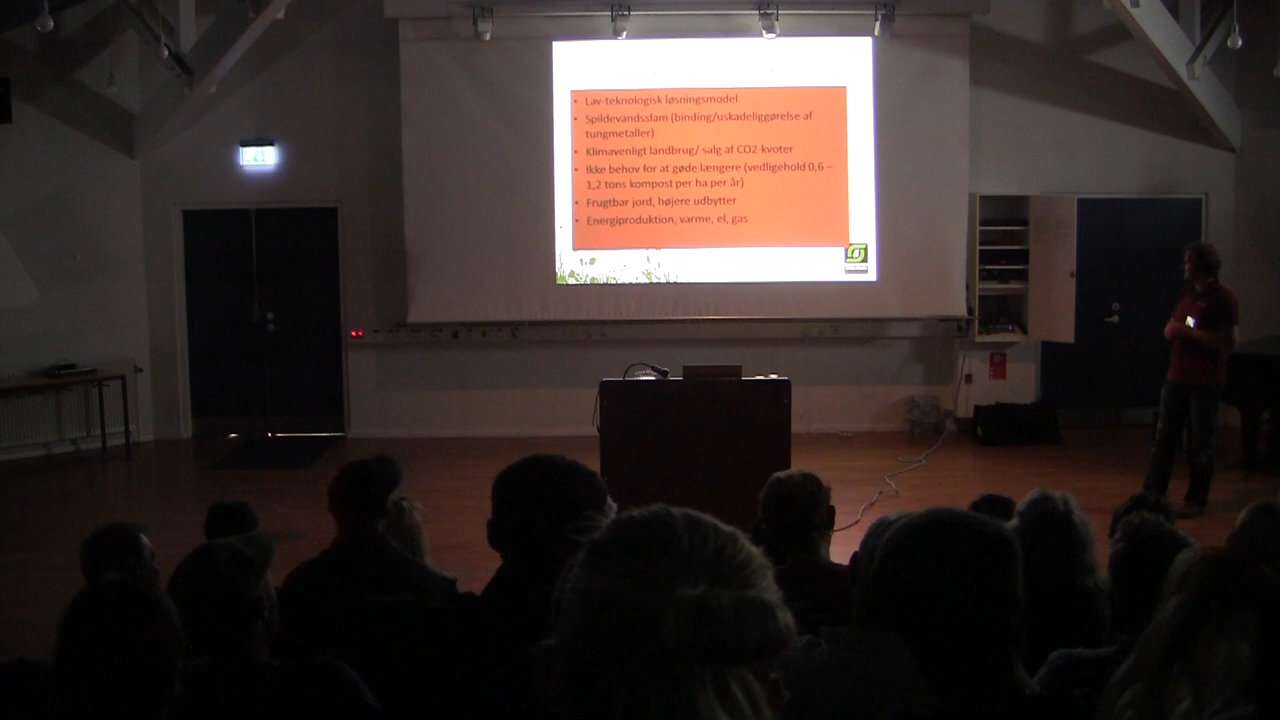 • Lav-teknologisk løsningsmodel
• Spildevandsslam (binding/uskadeliggørelse af
tungmetaller)
• Klimavenligt landbrug/ salg af CO2-kvoter
• Ikke behov for at gøde længere (vedligehold 0,6 –
1,2 tons kompost per ha per år)
• Frugtbar jord, højere udbytter
• Energiproduktion, varme, el, gas